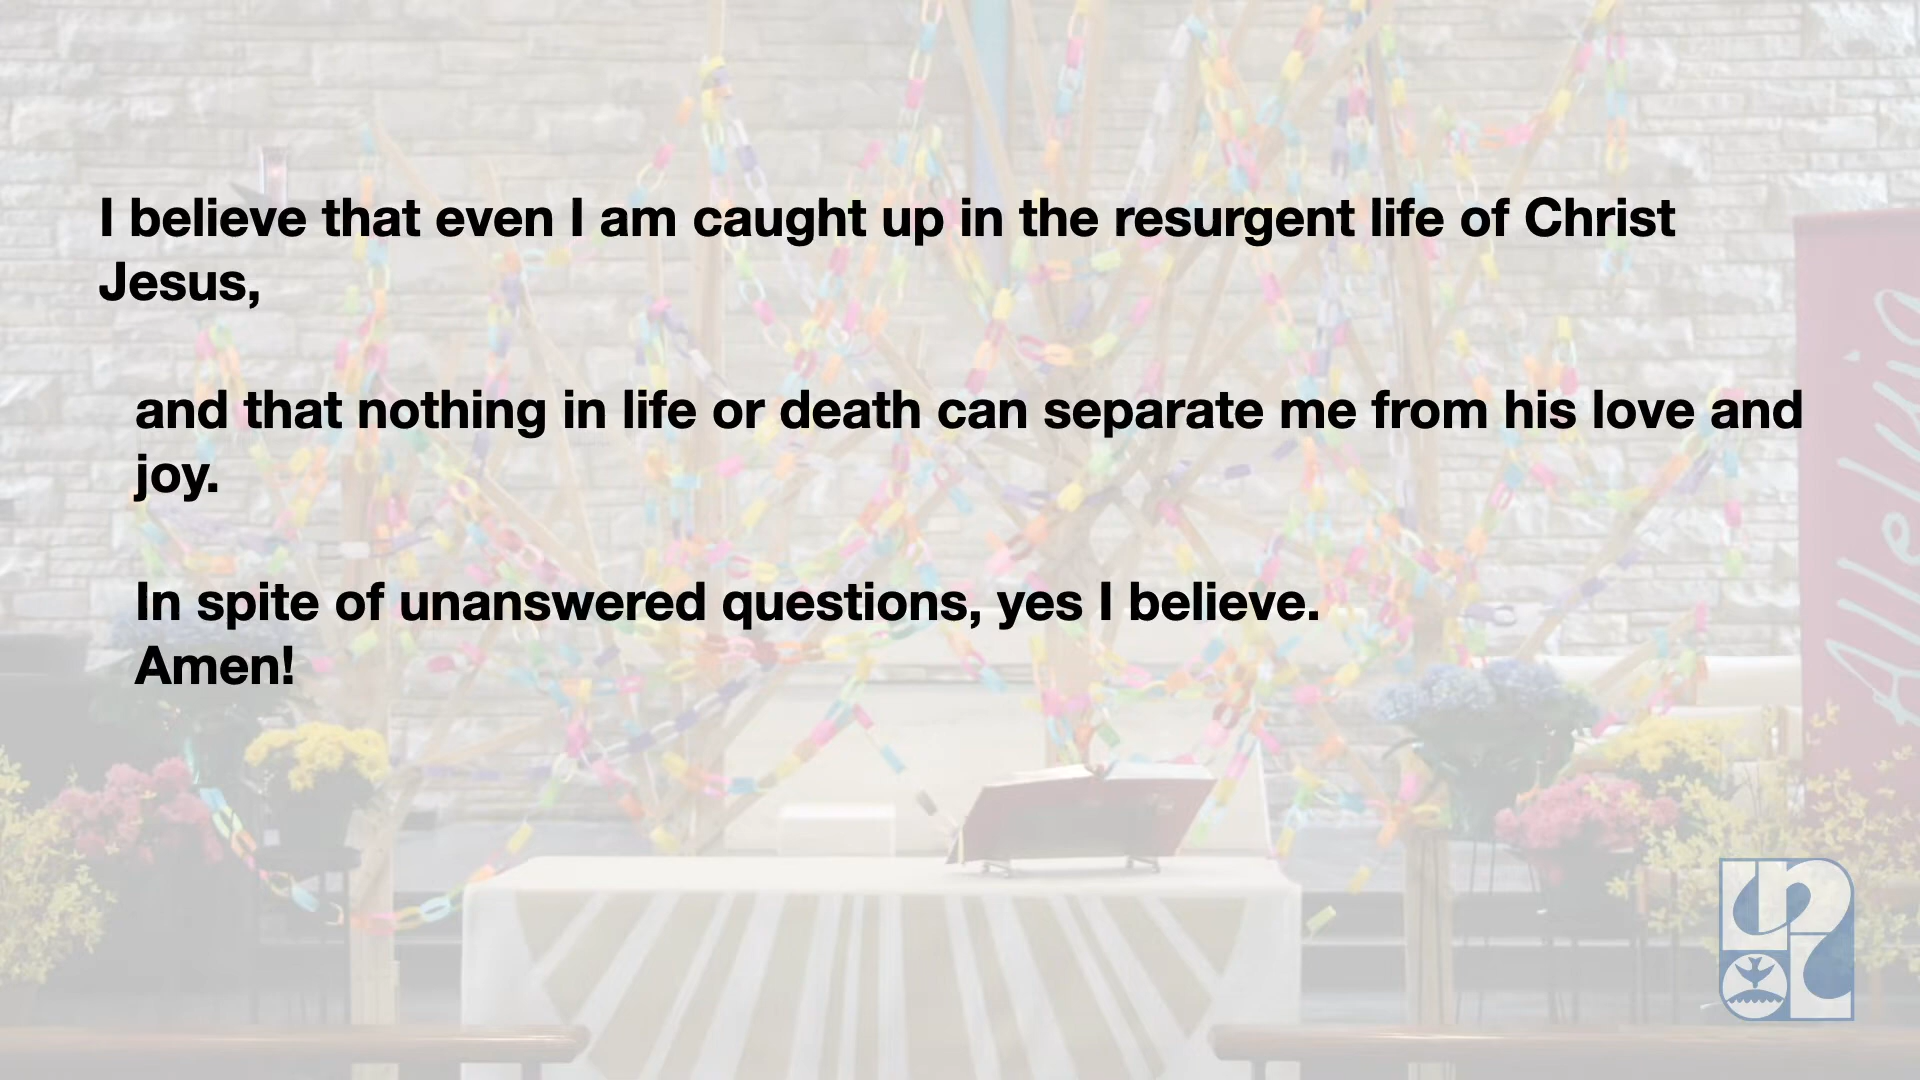 I believe that even I am caught up in the resurgent life of Christ
Jesus,
and that nothing in life or death can separate me from his love and
joy.
In spite of unanswered questions, yes I believe.
Amen!
Alleluia